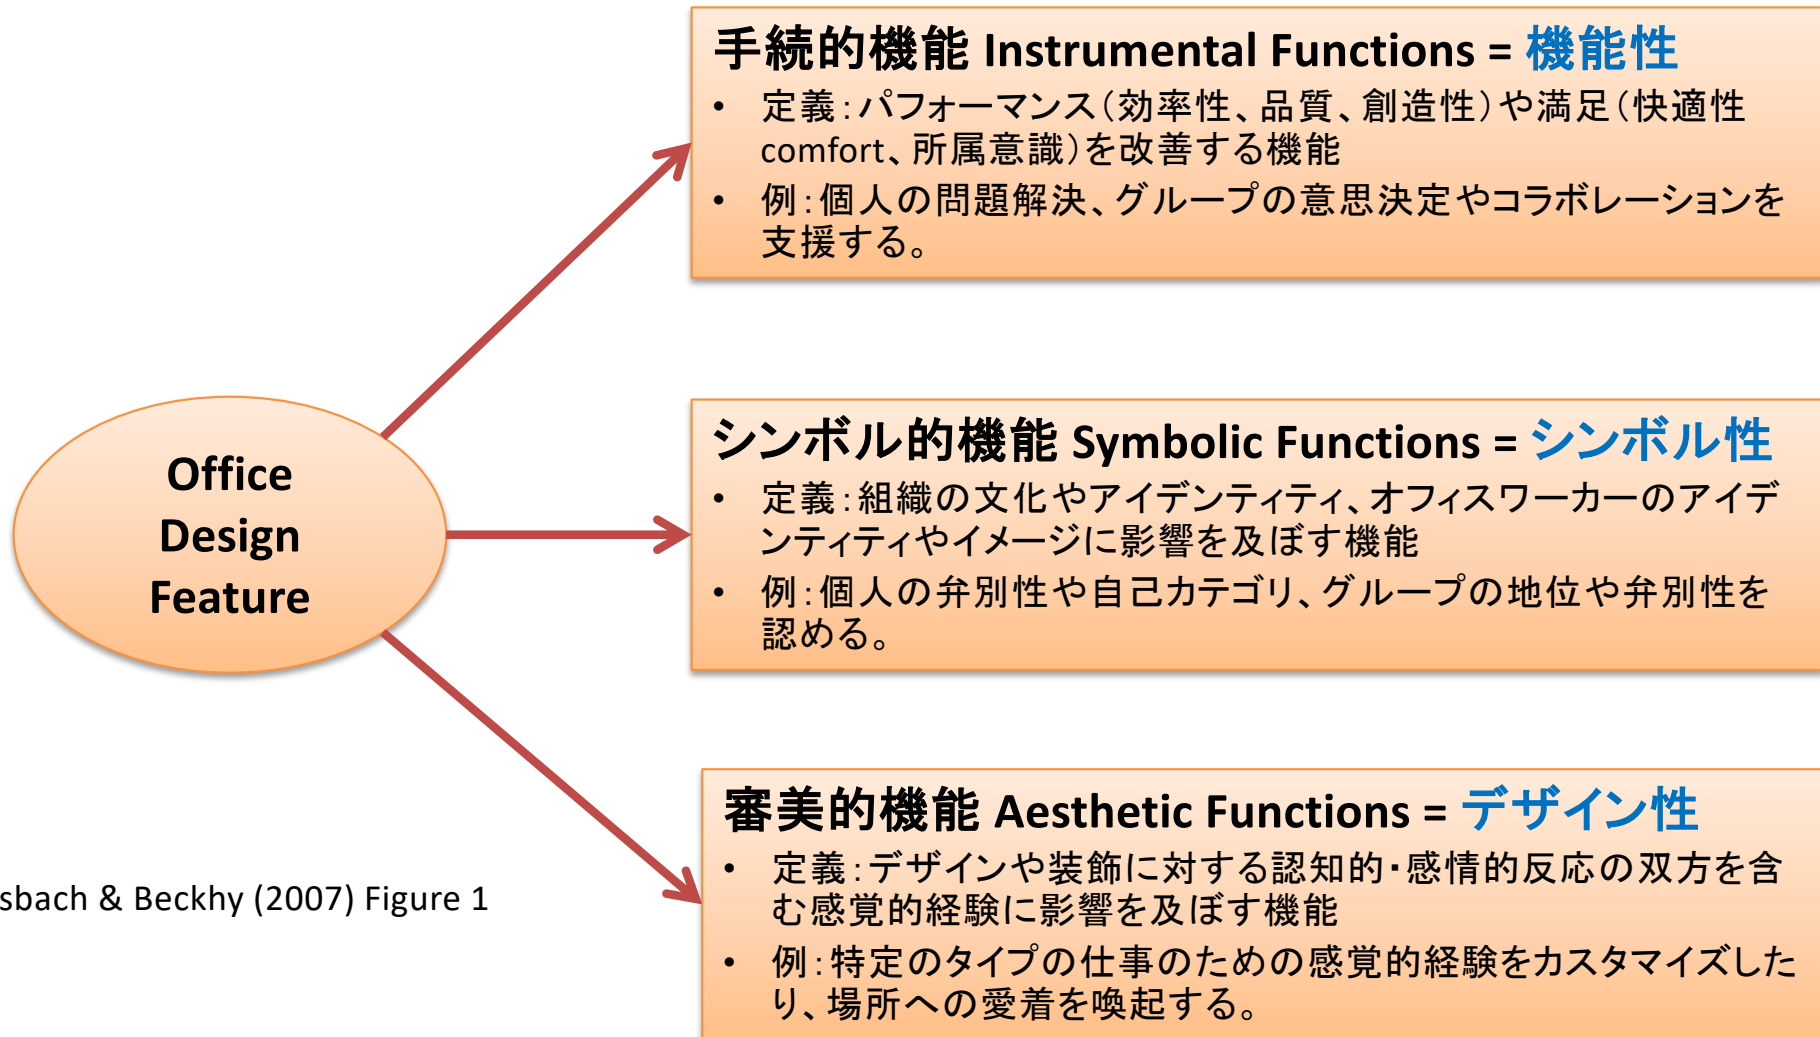 手続的機能 Instrumental Functions = 機能性
• 定義：パフォーマンス（効率性、品質、創造性）や満足（快適性
comfort、所属意識）を改善する機能
• 例：個人の問題解決、グループの意思決定やコラボレーションを
支援する。
シンボル的機能 Symbolic Functions = シンボル性
• 定義：組織の文化やアイデンティティ、オフィスワーカーのアイデ
ンティティやイメージに影響を及ぼす機能
• 例：個人の弁別性や自己カテゴリ、グループの地位や弁別性を
認める。
Office
Design
Feature
審美的機能 Aesthetic Functions = デザイン性
• 定義：デザインや装飾に対する認知的・感情的反応の双方を含
む感覚的経験に影響を及ぼす機能
• 例：特定のタイプの仕事のための感覚的経験をカスタマイズした
り、場所への愛着を喚起する。
sbach & Beckhy (2007) Figure 1